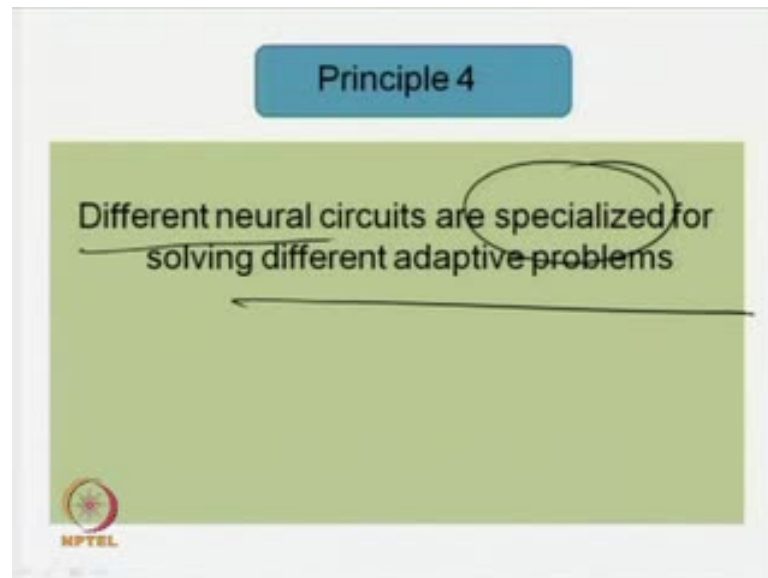 Principle 4
Different neural circuits are specialized for
solving different adaptive problems
NPTEL